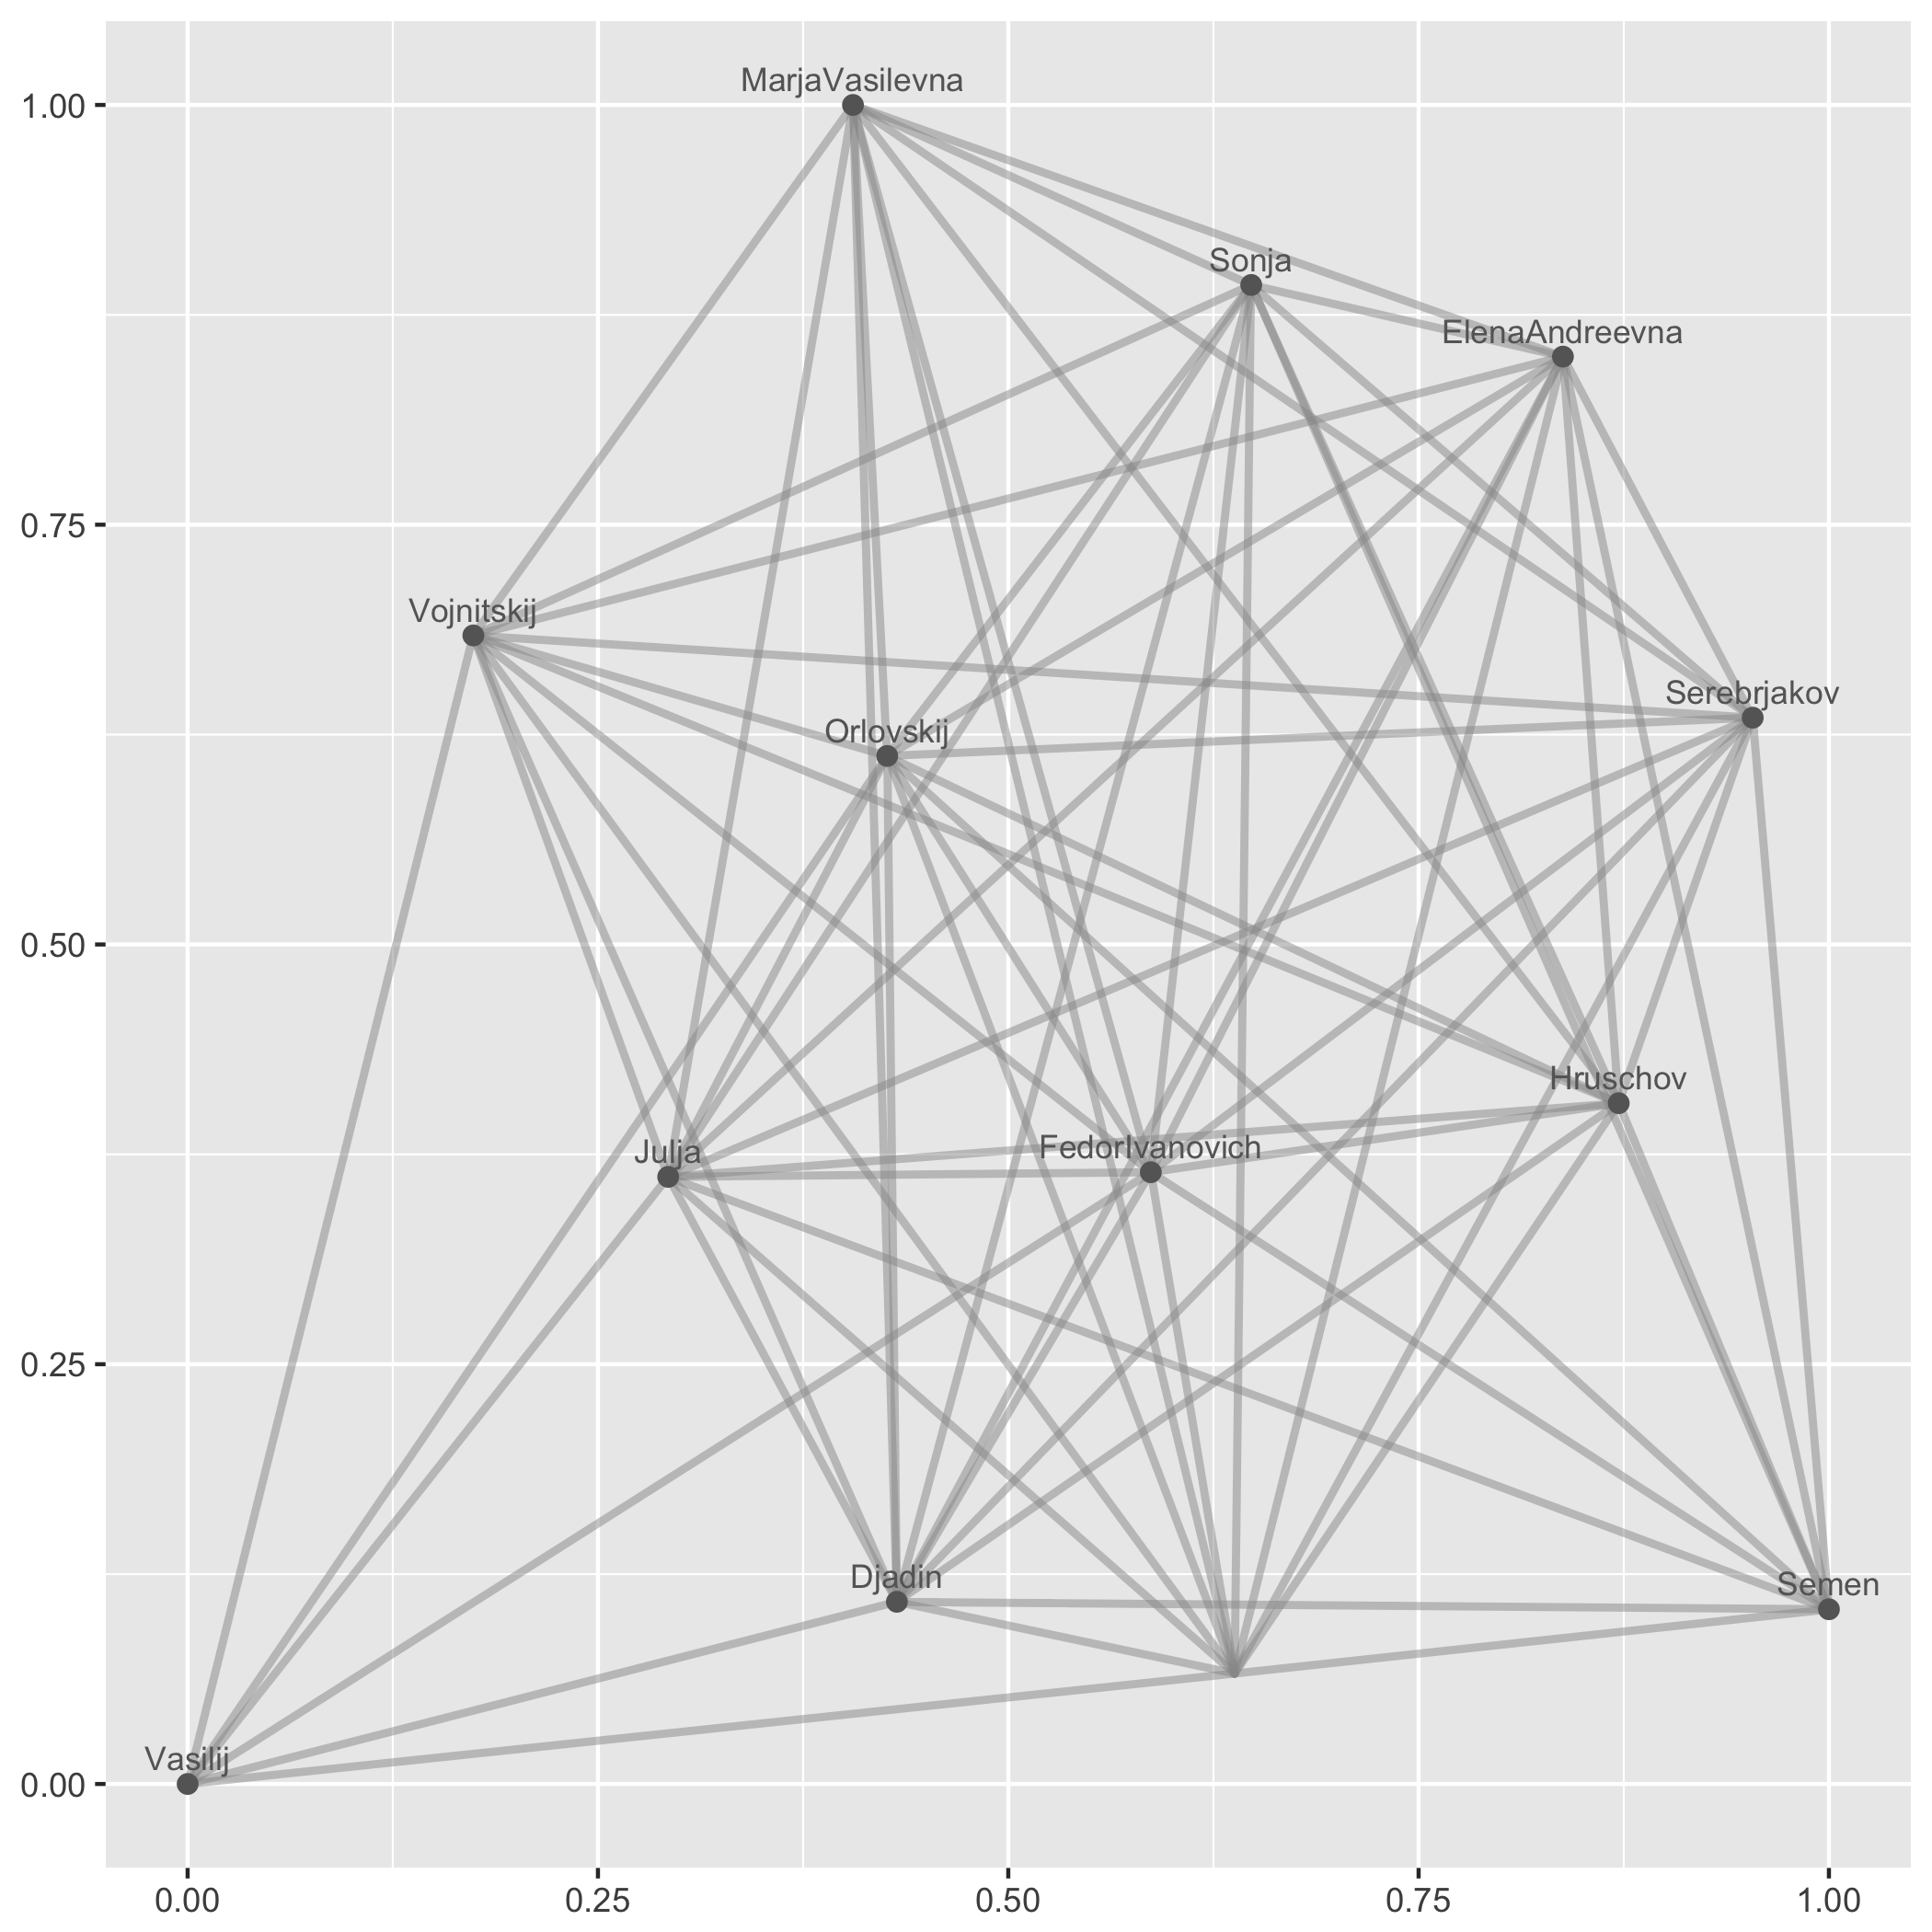 MarjaVasilevna
1.00
Sonja
ElenaAndreevna
0.75
Vojnitskij
Serebrjakov
Orlovskij
0.50
Hruschov
Julja
FedorIvanovich
0.25
Djadin
Semen
Vasilij
0.00
0.00 0.25 0.50 0.75 1.00